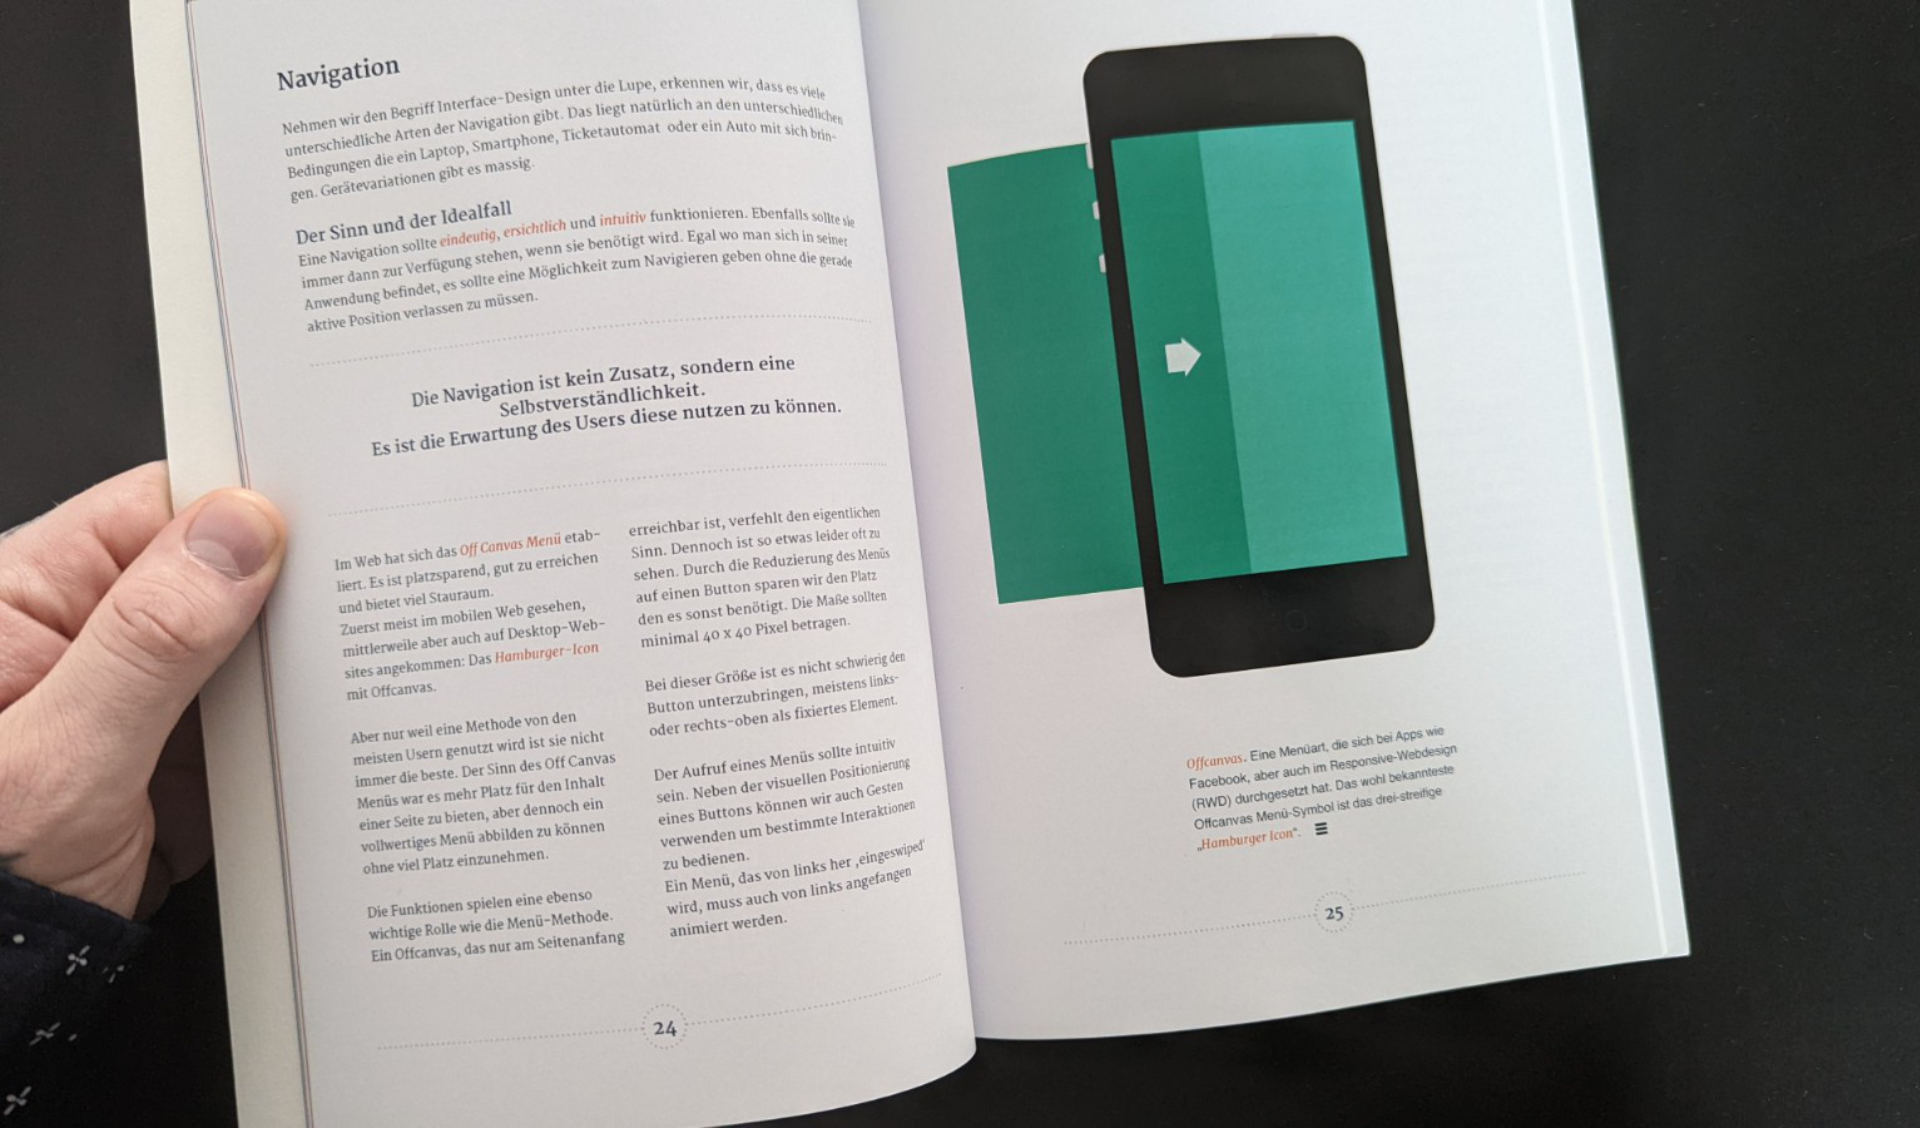 Navigation
Nehmen wir den Begriff Interface-Design unter die Lupe, erkennen wir, dass es viele
unterschiedliche Arten der Navigation gibt. Das liegt natürlich an den unterschiedlichen
Bedingungen die ein Laptop, Smartphone, Ticketautomat oder ein Auto mit sich brin-
gen. Gerätevariationen gibt es massig.
Der Sinn und der Idealfall
Eine Navigation sollte eindeutig, ersichtlich und intuitiv funktionieren. Ebenfalls sollte sie
immer dann zur Verfügung stehen, wenn sie benötigt wird. Egal wo man sich in seiner
Anwendung befindet, es sollte eine Möglichkeit zum Navigieren geben ohne die gerade
aktive Position verlassen zu müssen.
Die Navigation ist kein Zusatz, sondern eine
Selbstverständlichkeit.
Es ist die Erwartung des Users diese nutzen zu können.
Im Web hat sich das Off Canvas Menü etab-
liert. Es ist platzsparend, gut zu erreichen
und bietet viel Stauraum.
Zuerst meist im mobilen Web gesehen,
mittlerweile aber auch auf Desktop-Web-
sites angekommen: Das Hamburger-Icon
mit Offcanvas.
Aber nur weil eine Methode von den
meisten Usern genutzt wird ist sie nicht
immer die beste. Der Sinn des Off Canvas
Menüs war es mehr Platz für den Inhalt
einer Seite zu bieten, aber dennoch ein
vollwertiges Menü abbilden zu können
ohne viel Platz einzunehmen.
Die Funktionen spielen eine ebenso
wichtige Rolle wie die Menü-Methode.
Ein Offcanvas, das nur am Seitenanfang
erreichbar ist, verfehlt den eigentlichen
Sinn. Dennoch ist so etwas leider oft zu
sehen. Durch die Reduzierung des Menüs
auf einen Button sparen wir den Platz
den es sonst benötigt. Die Maße sollten
minimal 40 x 40 Pixel betragen.
Bei dieser Größe ist es nicht schwierig den
Button unterzubringen, meistens links-
oder rechts-oben als fixiertes Element.
Der Aufruf eines Menüs sollte intuitiv
sein. Neben der visuellen Positionierung
eines Buttons können wir auch Gesten
verwenden um bestimmte Interaktionen
zu bedienen.
Ein Menü, das von links her ‚eingeswiped'
wird, muss auch von links angefangen
animiert werden.
24
Offcanvas. Eine Menüart, die sich bei Apps wie
Facebook, aber auch im Responsive-Webdesign
(RWD) durchgesetzt hat. Das wohl bekannteste
Offcanvas Menü-Symbol ist das drei-streifige
„Hamburger Icon“.
25